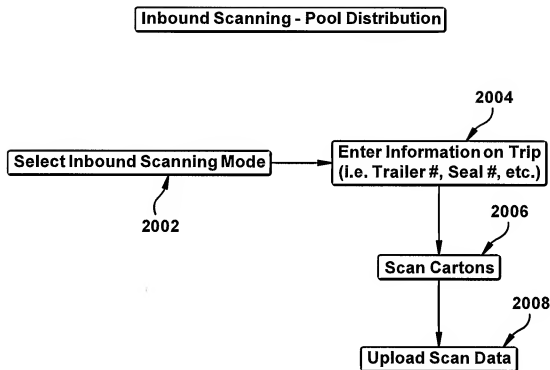 Inbound Scanning - Pool Distribution
2004
Select Inbound Scanning Mode
Enter Information on Trip
(i.e. Trailer #, Seal #, etc.)
2002
2006
Scan Cartons
2008
Upload Scan Data